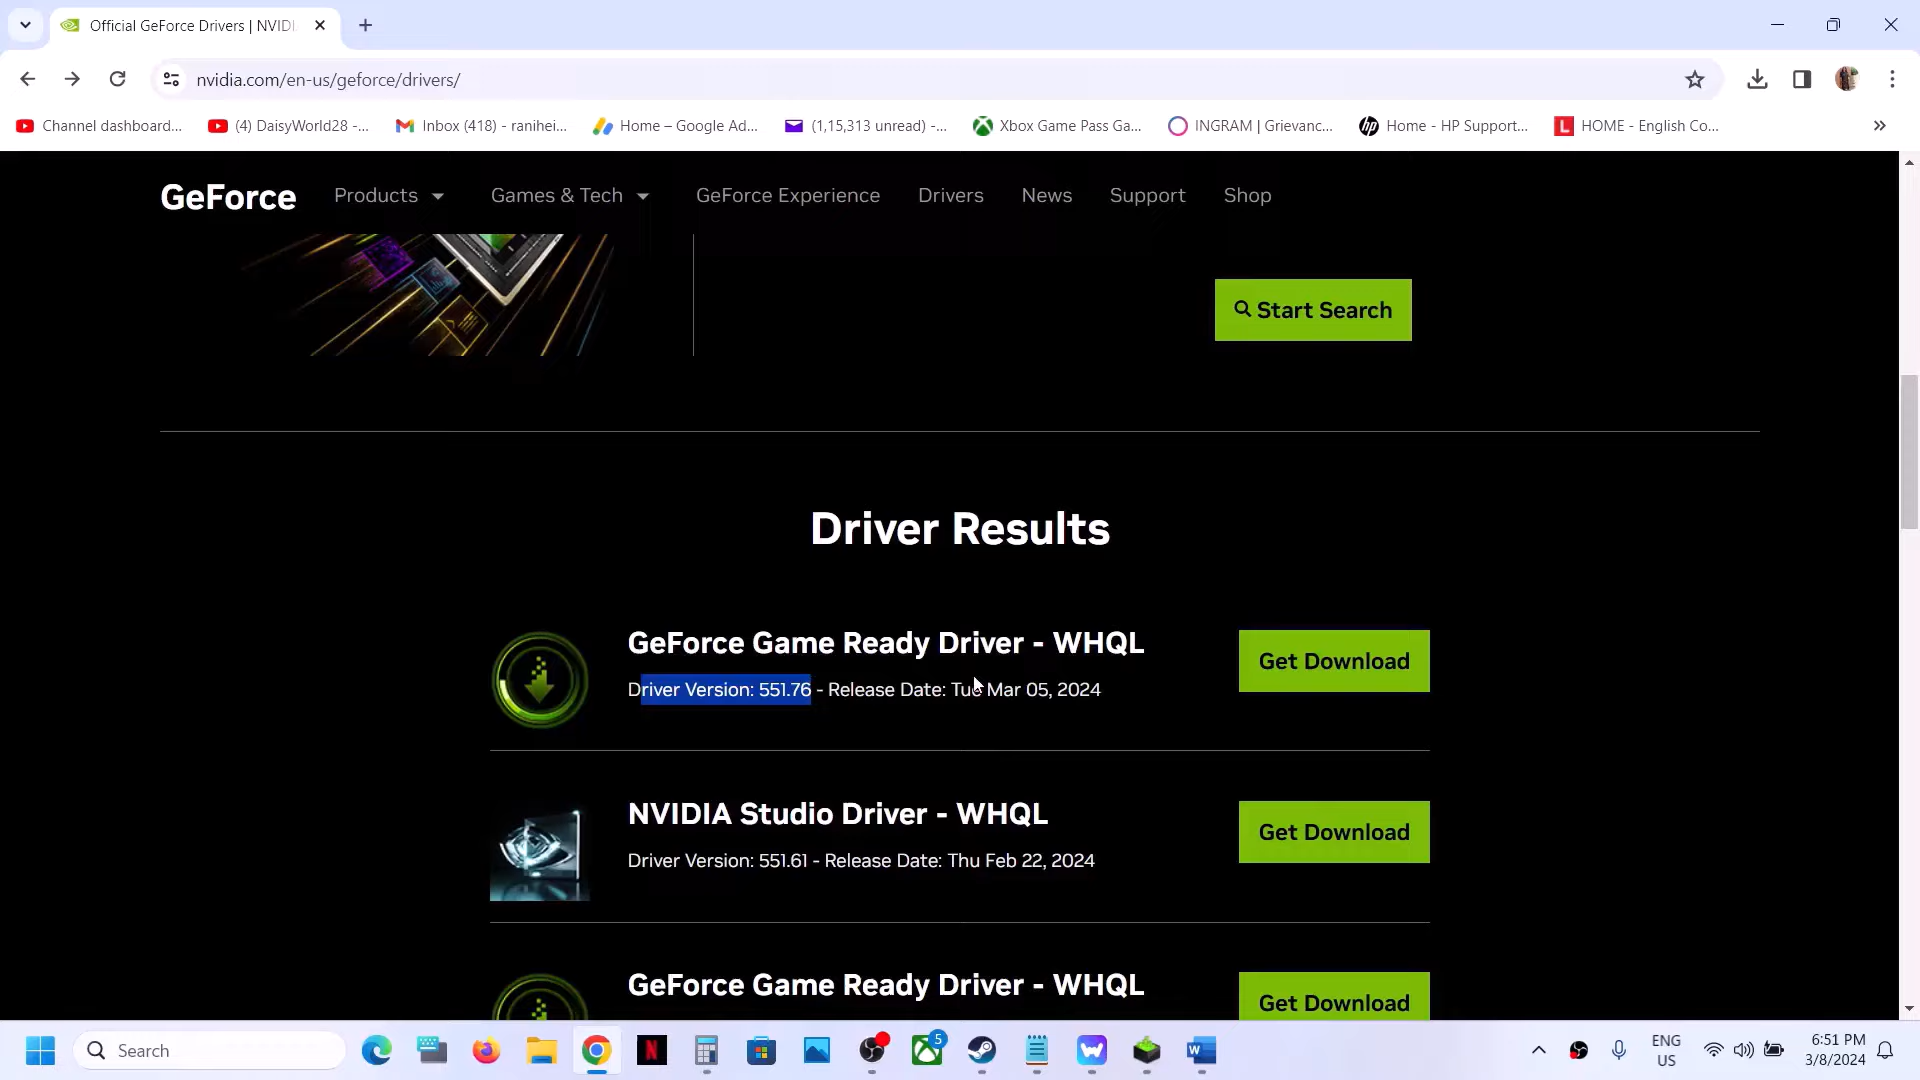 Official GeForce Drivers | NVIDI
nvidia.com/en-us/geforce/drivers/
Channel dashboard...
(4) DaisyWorld28 -...
Inbox (418) - ranihei...
Home – Google Ad...
(1,15,313 unread) -...
Xbox Game Pass Ga...
INGRAM | Grievanc...
Home - HP Support...
HOME - English Co...
GeForce
Products
Games & Tech
GeForce Experience
Drivers
News
Support
Shop
Start Search
Driver Results
GeForce Game Ready Driver - WHQL
Driver Version: 551.76 - Release Date: Tue Mar 05, 2024
Get Download
NVIDIA Studio Driver - WHQL
Driver Version: 551.61 - Release Date: Thu Feb 22, 2024
Get Download
GeForce Game Ready Driver - WHQL
Get Download
Search
5
ENG
US
6:51 PM
3/8/2024